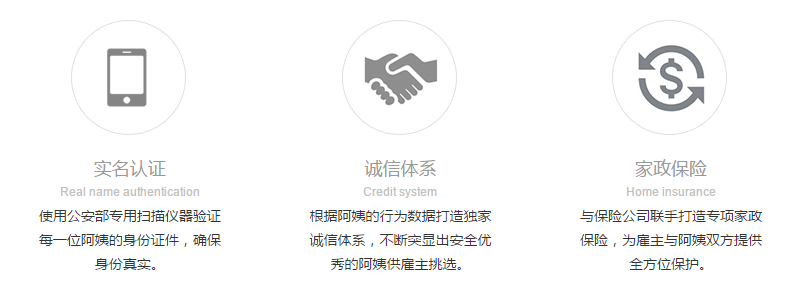 实名认证
Real name authentication
使用公安部专用扫描仪器验证
每一位阿姨的身份证件，确保
身份真实。
诚信体系
Credit system
根据阿姨的行为数据打造独家
诚信体系，不断突显出安全优
秀的阿姨供雇主挑选。
家政保险
Home insurance
与保险公司联手打造专项家政
保险，为雇主与阿姨双方提供
全方位保护。